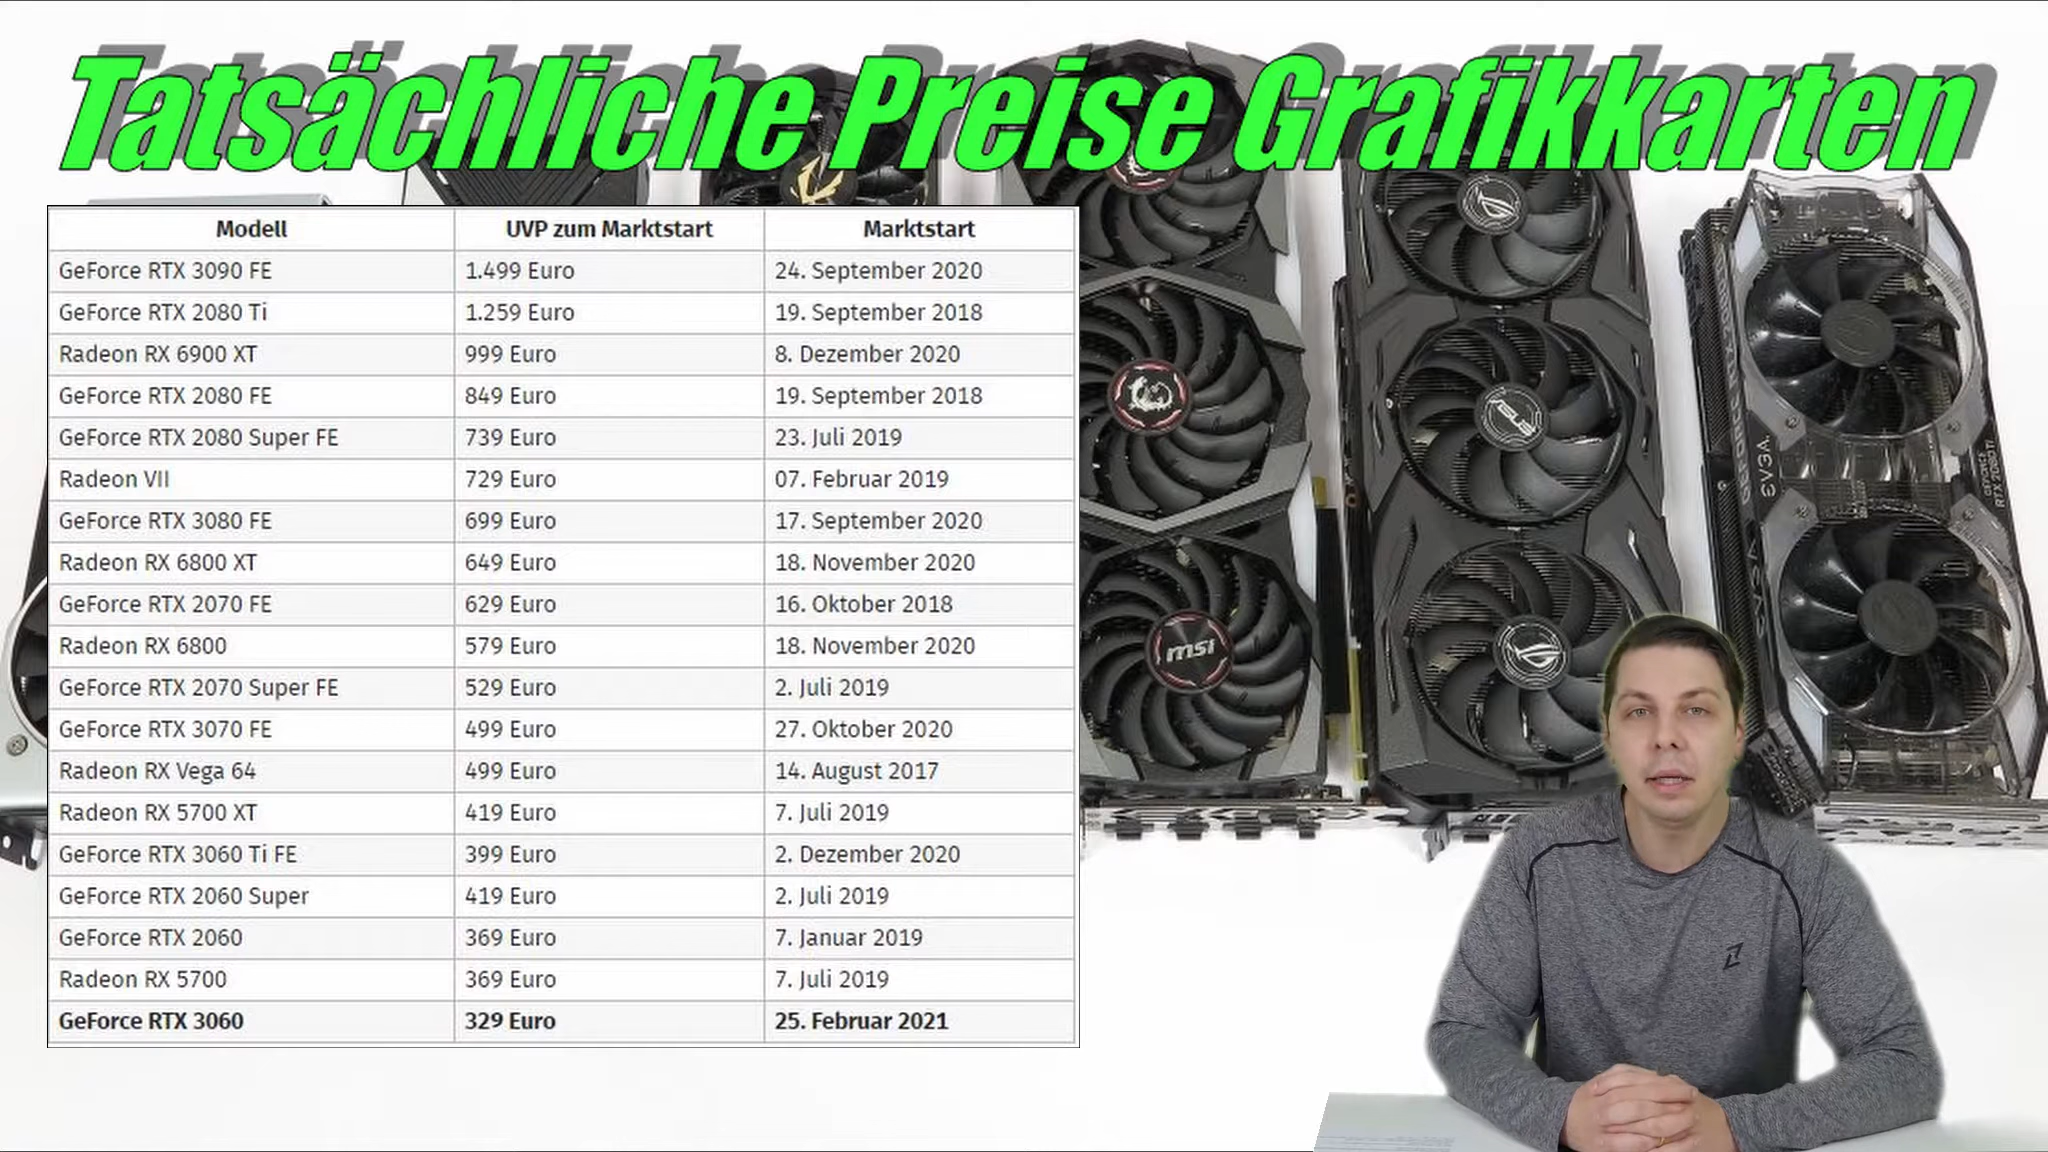 Tatsächliche Preise Grafikkarten
Modell UVP zum Marktstart Marktstart
GeForce RTX 3090 FE 1.499 Euro 24. September 2020
GeForce RTX 2080 Ti 1.259 Euro 19. September 2018
Radeon RX 6900 XT 999 Euro 8. Dezember 2020
GeForce RTX 2080 FE 849 Euro 19. September 2018
GeForce RTX 2080 Super FE 739 Euro 23. Juli 2019
Radeon VII 729 Euro 07. Februar 2019
GeForce RTX 3080 FE 699 Euro 17. September 2020
Radeon RX 6800 XT 649 Euro 18. November 2020
GeForce RTX 2070 FE 629 Euro 16. Oktober 2018
Radeon RX 6800 579 Euro 18. November 2020
GeForce RTX 2070 Super FE 529 Euro 2. Juli 2019
GeForce RTX 3070 FE 499 Euro 27. Oktober 2020
Radeon RX Vega 64 499 Euro 14. August 2017
Radeon RX 5700 XT 419 Euro 7. Juli 2019
GeForce RTX 3060 Ti FE 399 Euro 2. Dezember 2020
GeForce RTX 2060 Super 419 Euro 2. Juli 2019
GeForce RTX 2060 369 Euro 7. Januar 2019
Radeon RX 5700 369 Euro 7. Juli 2019
GeForce RTX 3060 329 Euro 25. Februar 2021
msi
ASUS
EVGA
GEFORCE
RTX 2080 Ti